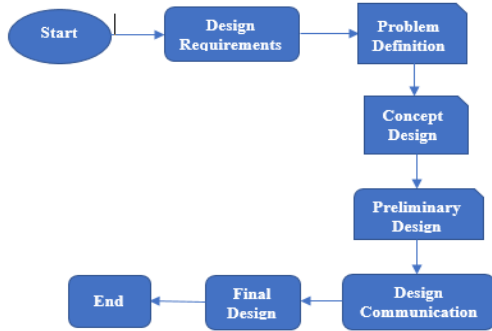 Start
Design
Requirements
Problem
Definition
Concept
Design
Preliminary
Design
Design
Communication
Final
Design
End